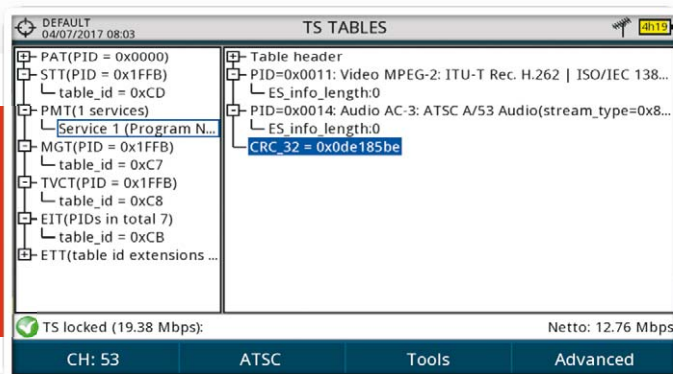 DEFAULT
04/07/2017 08:03
TS TABLES
4h19
PAT(PID = 0x0000)
STT(PID = 0x1FFB)
table_id = 0xCD
PMT(1 services)
Service 1 (Program N...
MGT(PID = 0x1FFB)
table_id = 0xC7
TVCT(PID = 0x1FFB)
table_id = 0xC8
EIT(PIDs in total 7)
table_id = 0xCB
ETT(table id extensions ...
Table header
PID=0x0011: Video MPEG-2: ITU-T Rec. H.262 | ISO/IEC 138...
ES_info_length:0
PID=0x0014: Audio AC-3: ATSC A/53 Audio(stream_type=0x8...
ES_info_length:0
CRC_32 = 0x0de185be
TS locked (19.38 Mbps):
Netto: 12.76 Mbps
CH: 53
ATSC
Tools
Advanced